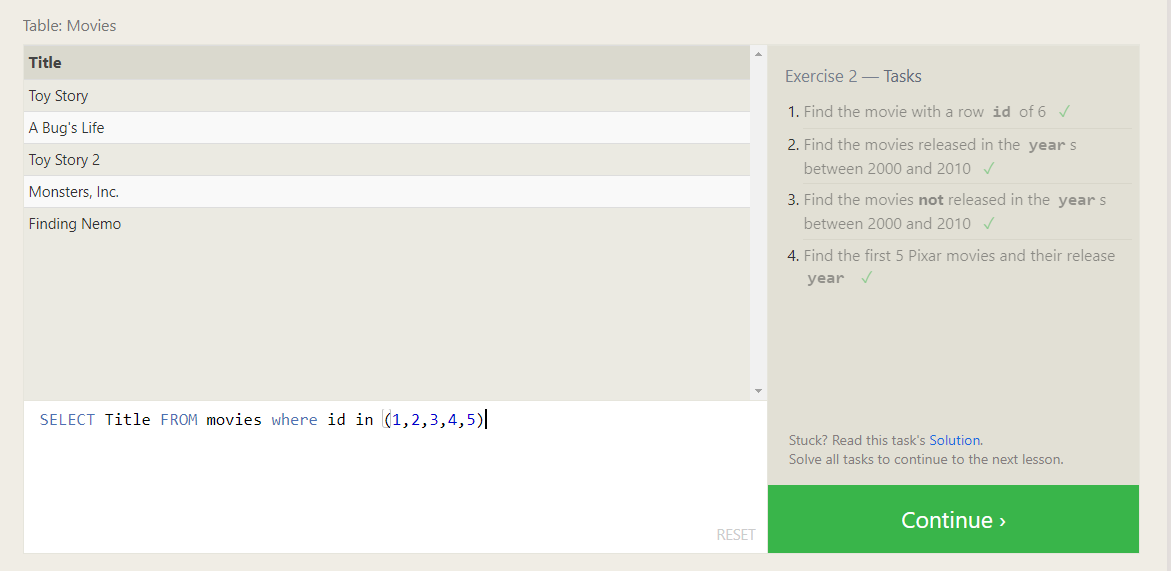 Table: Movies
Title
Toy Story
A Bug's Life
Toy Story 2
Monsters, Inc.
Finding Nemo
SELECT Title FROM movies where id in (1,2,3,4,5)
RESET
Exercise 2 — Tasks
1. Find the movie with a row id of 6 ✓
2. Find the movies released in the year s
between 2000 and 2010 ✓
3. Find the movies not released in the year s
between 2000 and 2010 ✓
4. Find the first 5 Pixar movies and their release
year ✓
Stuck? Read this task's Solution.
Solve all tasks to continue to the next lesson.
Continue ›